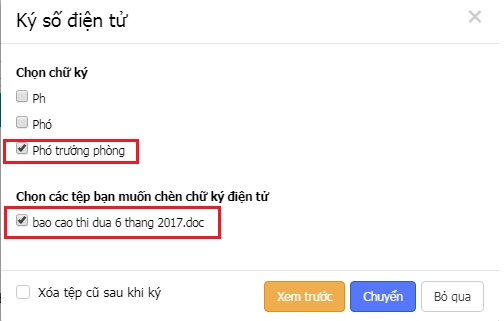 Ký số điện tử
×
Chọn chữ ký
Ph
Phó
Phó trưởng phòng
Chọn các tệp bạn muốn chèn chữ ký điện tử
bao cao thi dua 6 thang 2017.doc
Xóa tệp cũ sau khi ký
Xem trước
Chuyển
Bỏ qua